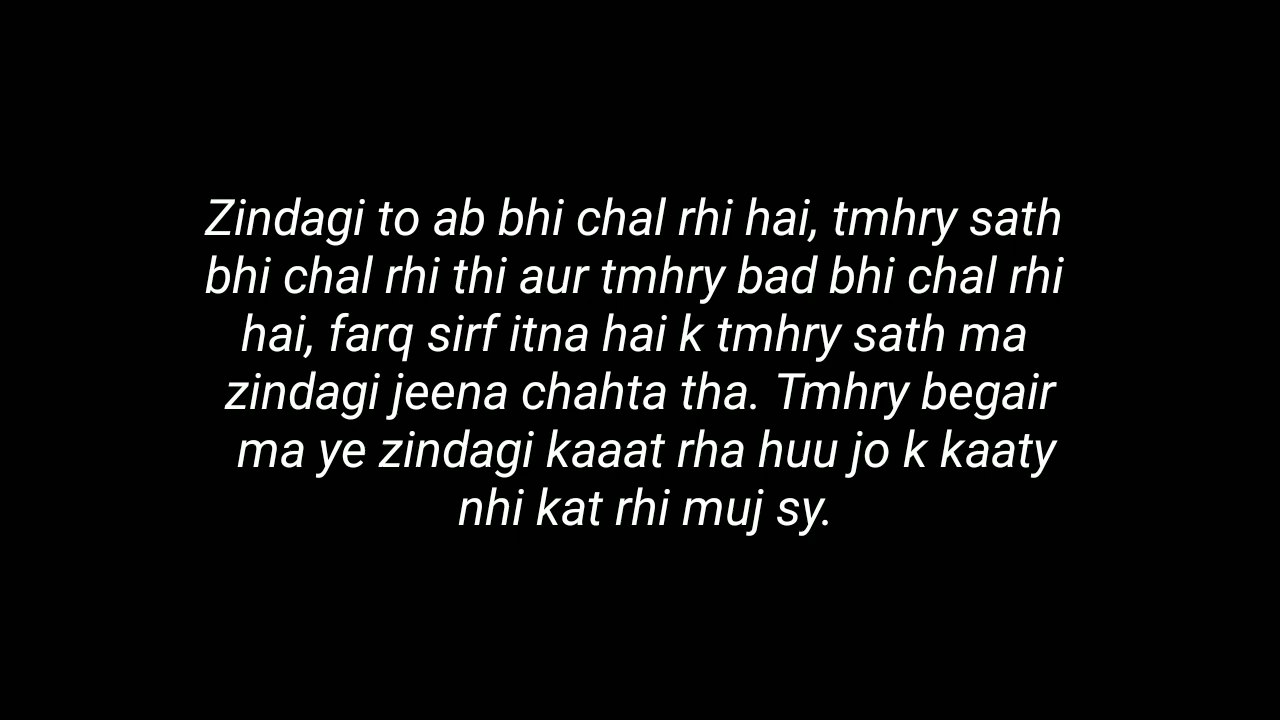 Zindagi to ab bhi chal rhi hai, tmhry sath
bhi chal rhi thi aur tmhry bad bhi chal rhi
hai, farq sirf itna hai k tmhry sath ma
zindagi jeena chahta tha. Tmhry begair
ma ye zindagi kaaat rha huu jo k kaaty
nhi kat rhi muj sy.